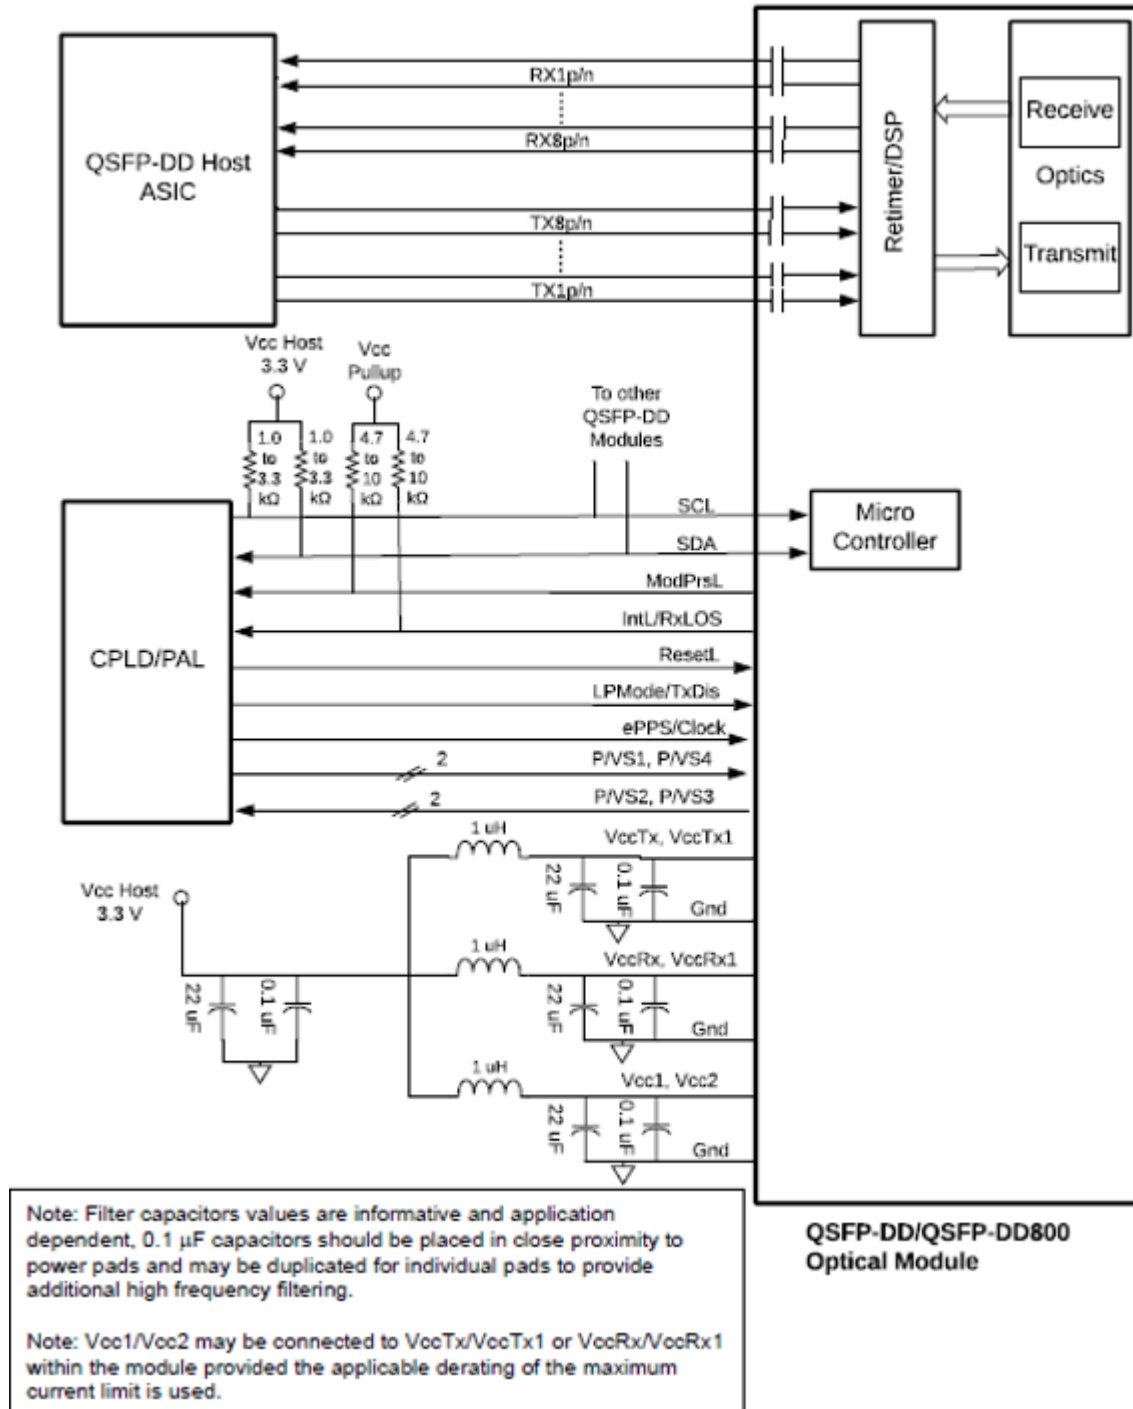 QSFP-DD Host
ASIC
RX1p/n
RX8p/n
TX8p/n
TX1p/n
Retimer/DSP
Receive
Optics
Transmit
Vcc Host
3.3 V
Vcc
Pullup
1.0
to
3.3
kΩ
1.0
to
3.3
kΩ
4.7
to
10
kΩ
4.7
to
10
kΩ
To other
QSFP-DD
Modules
SCL
SDA
Micro
Controller
CPLD/PAL
ModPrsL
IntL/RxLOS
ResetL
LPMode/TxDis
ePPS/Clock
2
P/VS1, P/VS4
2
P/VS2, P/VS3
1 uH
VccTx, VccTx1
22 uF
0.1 uF
Gnd
Vcc Host
3.3 V
22 uF
0.1 uF
1 uH
VccRx, VccRx1
22 uF
0.1 uF
Gnd
1 uH
Vcc1, Vcc2
22 uF
0.1 uF
Gnd
QSFP-DD/QSFP-DD800
Optical Module
Note: Filter capacitors values are informative and application
dependent, 0.1 μF capacitors should be placed in close proximity to
power pads and may be duplicated for individual pads to provide
additional high frequency filtering.
Note: Vcc1/Vcc2 may be connected to VccTx/VccTx1 or VccRx/VccRx1
within the module provided the applicable derating of the maximum
current limit is used.